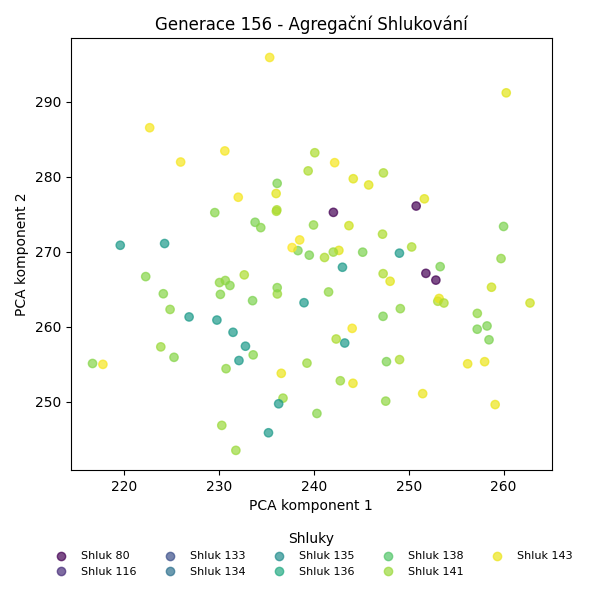 Generace 156 - Agregační Shlukování
PCA komponent 2
290
280
270
260
250
220
230
240
250
260
PCA komponent 1
Shluky
Shluk 80
Shluk 133
Shluk 135
Shluk 138
Shluk 143
Shluk 116
Shluk 134
Shluk 136
Shluk 141